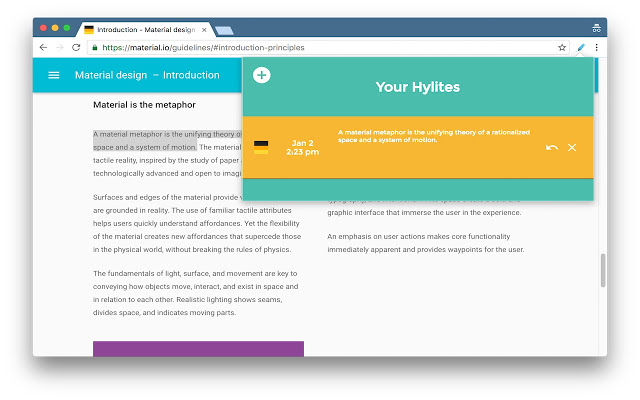 Introduction - Material design
https://material.io/guidelines/#introduction-principles
Material design – Introduction
Your Hylites
Jan 2
2:23 pm
A material metaphor is the unifying theory of a rationalized
space and a system of motion.
Material is the metaphor
A material metaphor is the unifying theory
space and a system of motion. The material
tactile reality, inspired by the study of paper
technologically advanced and open to
Surfaces and edges of the material provide
are grounded in reality. The use of familiar tactile attributes
helps users quickly understand affordances. Yet the flexibility
of the material creates new affordances that supercede those
in the physical world, without breaking the rules of physics.
The fundamentals of light, surface, and movement are key to
conveying how objects move, interact, and exist in space and
in relation to each other. Realistic lighting shows seams,
divides space, and indicates moving parts.
graphic interface that immerse the user in the experience.
An emphasis on user actions makes core functionality
immediately apparent and provides waypoints for the user.